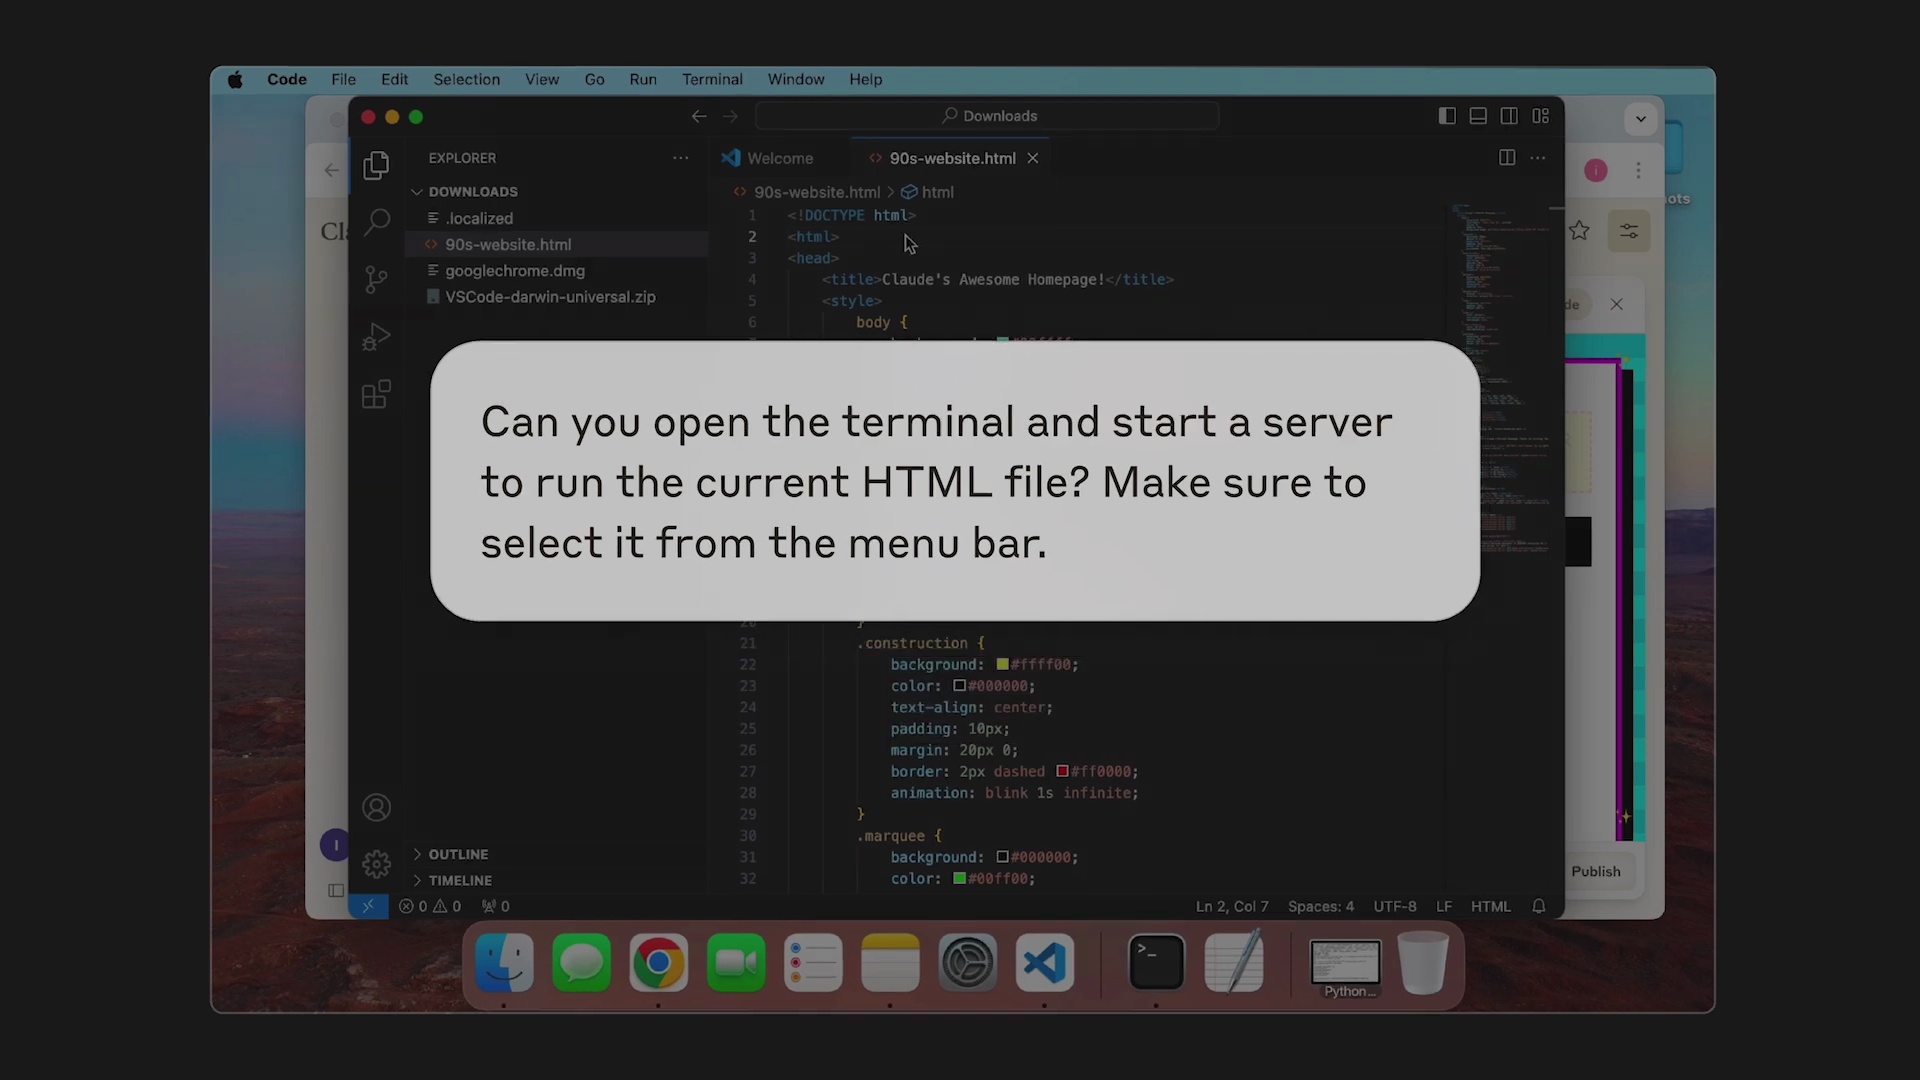 Code File Edit Selection View Go Run Terminal Window Help
Downloads
EXPLORER
Welcome
90s-website.html
DOWNLOADS
90s-website.html > html
.localized
90s-website.html
googlechrome.dmg
VSCode-darwin-universal.zip
1 <!DOCTYPE html>
2 <html>
3 <head>
4 <title>Claude's Awesome Homepage!</title>
5 <style>
6 body {
Can you open the terminal and start a server
to run the current HTML file? Make sure to
select it from the menu bar.
20 }
21 .construction {
22 background: #ffff00;
23 color: #000000;
24 text-align: center;
25 padding: 10px;
26 margin: 20px 0;
27 border: 2px dashed #ff0000;
28 animation: blink 1s infinite;
29 }
30 .marquee {
31 background: #000000;
32 color: #00ff00;
OUTLINE
TIMELINE
Publish
0 0 0
Ln 2, Col 7 Spaces: 4 UTF-8 LF HTML
Python...